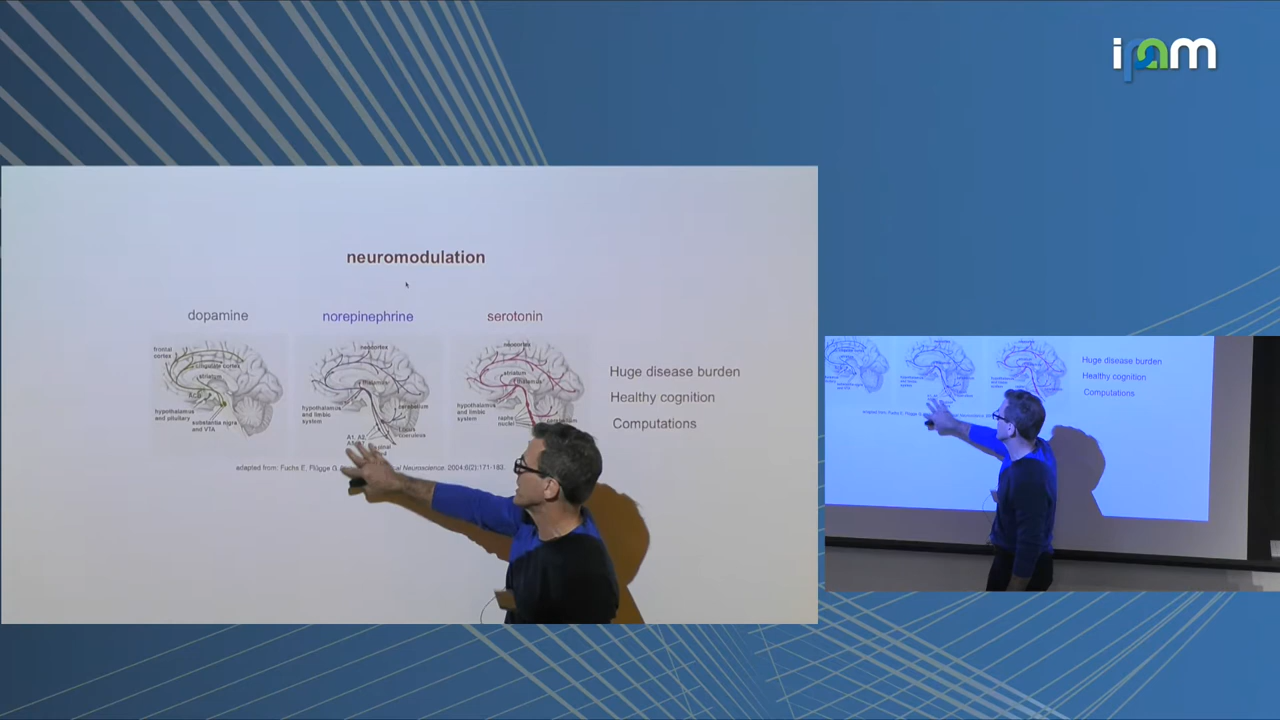 ipam
neuromodulation
dopamine
norepinephrine
serotonin
frontal
cortex
cingulate cortex
striatum
hypothalamus
and pituitary
substantia nigra
and VTA
neocortex
thalamus
hypothalamus
and limbic
system
cerebellum
locus
coeruleus
A1, A2,
neocortex
striatum
thalamus
hypothalamus
and limbic
system
raphe
nuclei
cerebellum
Huge disease burden
Healthy cognition
Computations
adapted from: Fuchs E, Flügge G, Neuroscience. 2004;6(2):171-183.
Huge disease burden
Healthy cognition
Computations